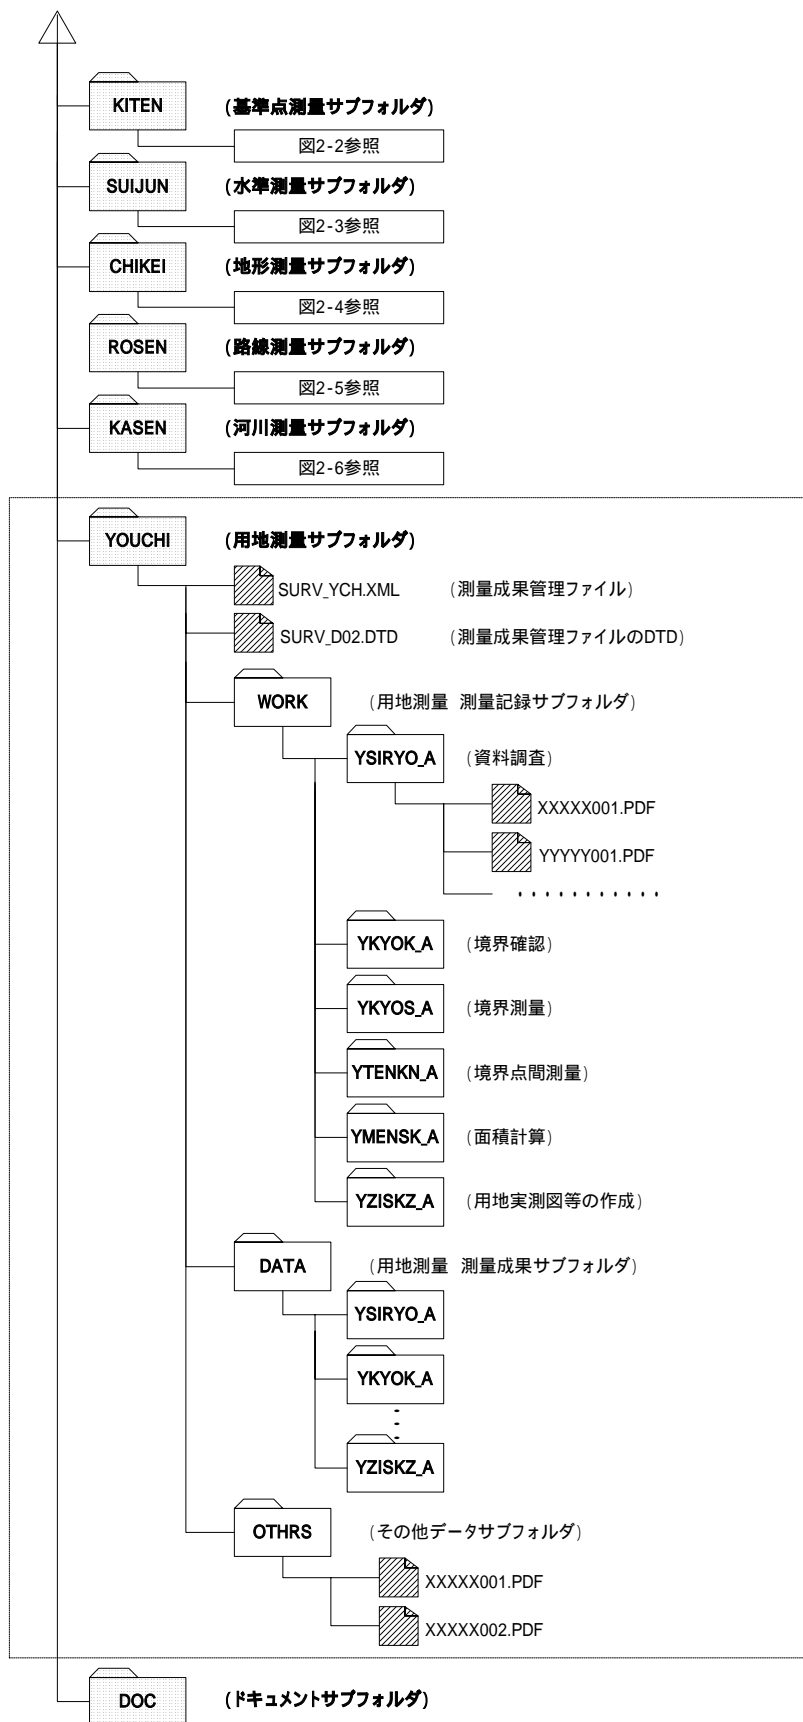 KITEN (基準点測量サブフォルダ)
図2-2参照
SUIJUN (水準測量サブフォルダ)
図2-3参照
CHIKEI (地形測量サブフォルダ)
図2-4参照
ROSEN (路線測量サブフォルダ)
図2-5参照
KASEN (河川測量サブフォルダ)
図2-6参照
YOUCHI (用地測量サブフォルダ)
SURV_YCH.XML (測量成果管理ファイル)
SURV_D02.DTD (測量成果管理ファイルのDTD)
WORK (用地測量 測量記録サブフォルダ)
YSIRYO_A (資料調査)
XXXXX001.PDF
YYYYY001.PDF
・・・・・・・・・・・
YKYOK_A (境界確認)
YKYOS_A (境界測量)
YTENKN_A (境界点間測量)
YMENSK_A (面積計算)
YZISKZ_A (用地実測図等の作成)
DATA (用地測量 測量成果サブフォルダ)
YSIRYO_A
YKYOK_A
YZISKZ_A
OTHRS (その他データサブフォルダ)
XXXXX001.PDF
XXXXX002.PDF
DOC (ドキュメントサブフォルダ)